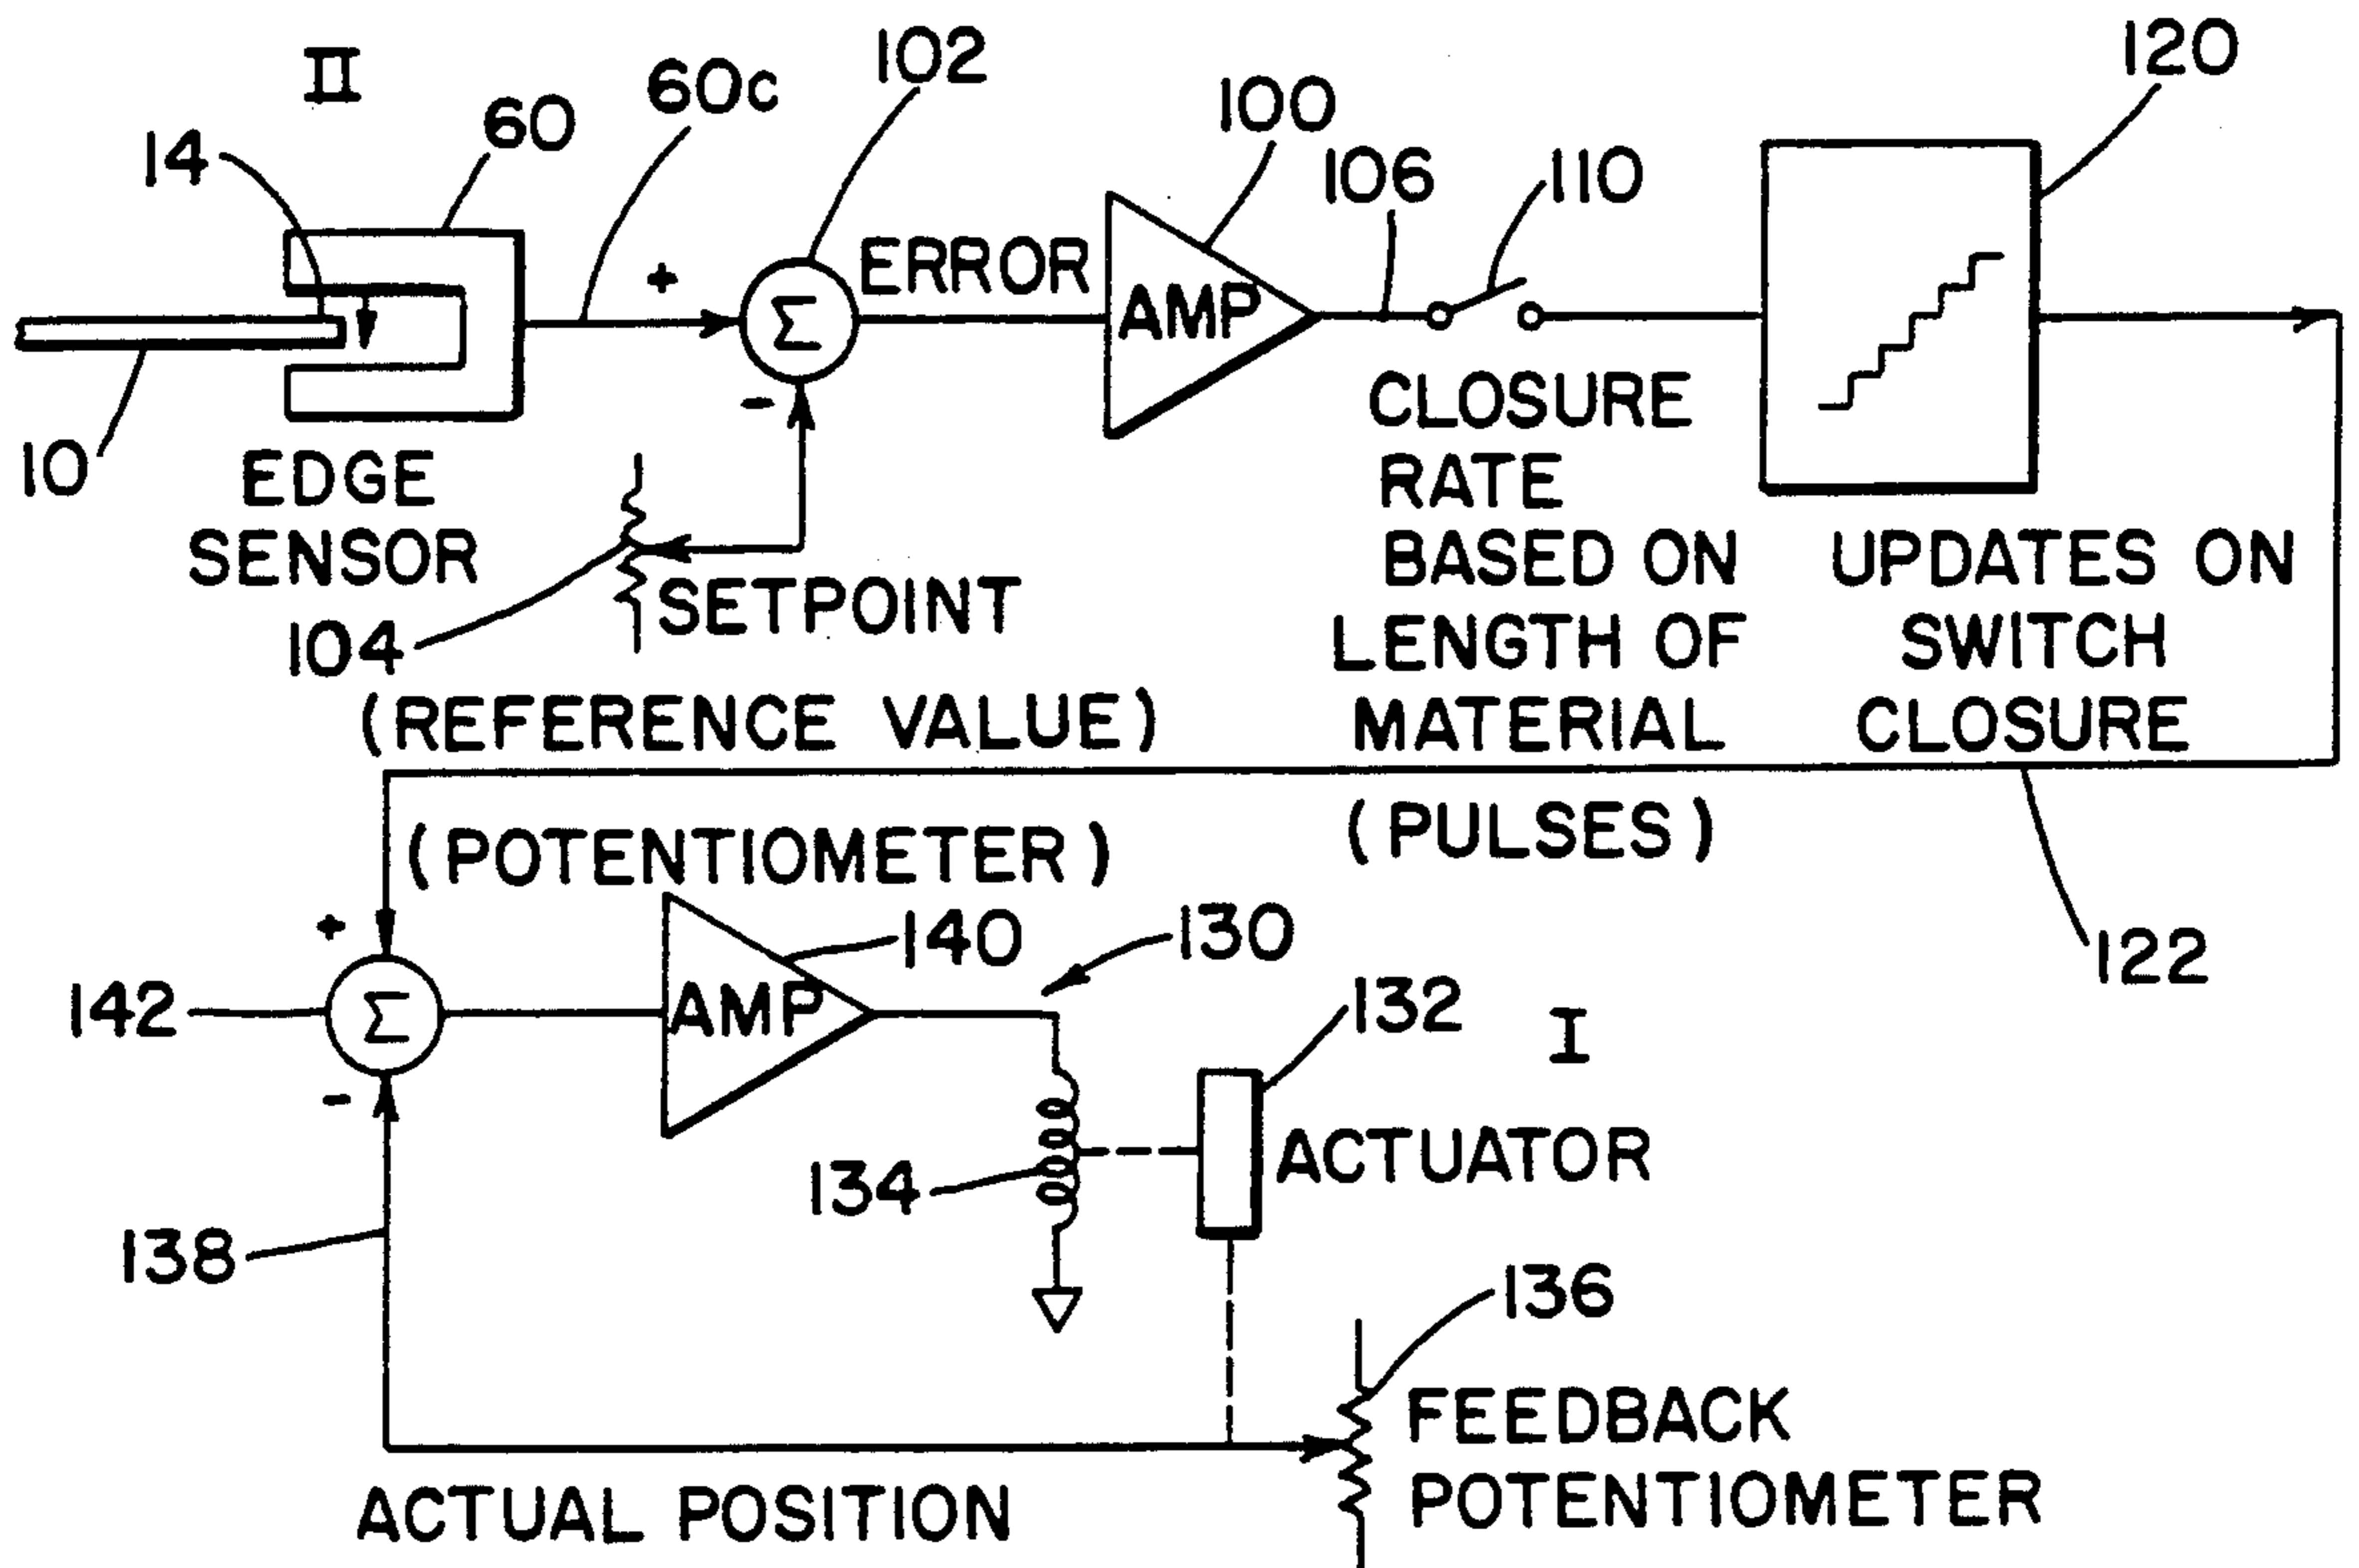 II
102
120
60c
60
100
14
106
110
+
ERROR
Σ
AMP
-
10
EDGE
SENSOR
CLOSURE
RATE
BASED ON
LENGTH OF
MATERIAL
(PULSES)
UPDATES ON
SWITCH
CLOSURE
SETPOINT
104
(REFERENCE VALUE)
(POTENTIOMETER)
+
140
130
122
142
Σ
AMP
132
I
-
ACTUATOR
134
138
136
FEEDBACK
POTENTIOMETER
ACTUAL POSITION